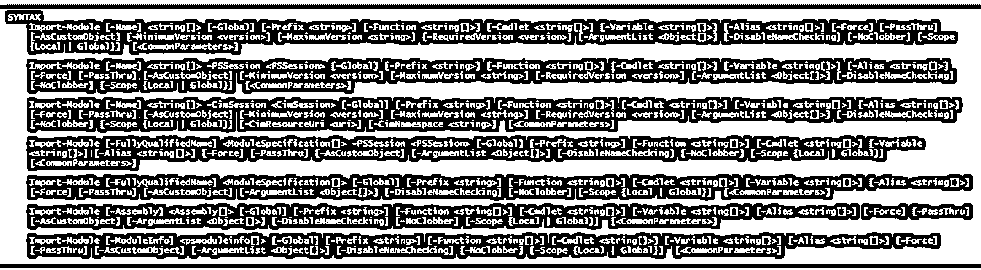 SYNTAX
Import-Module [-Name] <string[]> [-Global] [-Prefix <string>] [-Function <string[]>] [-Cmdlet <string[]>] [-Variable <string[]>] [-Alias <string[]>] [-Force] [-PassThru]
[-AsCustomObject] [-MinimumVersion <version>] [-MaximumVersion <string>] [-RequiredVersion <version>] [-ArgumentList <Object[]>] [-DisableNameChecking] [-NoClobber] [-Scope
{Local | Global}] [<CommonParameters>]
Import-Module [-Name] <string[]> -PSSession <PSSession> [-Global] [-Prefix <string>] [-Function <string[]>] [-Cmdlet <string[]>] [-Variable <string[]>] [-Alias <string[]>]
[-Force] [-PassThru] [-AsCustomObject] [-MinimumVersion <version>] [-MaximumVersion <string>] [-RequiredVersion <version>] [-ArgumentList <Object[]>] [-DisableNameChecking]
[-NoClobber] [-Scope {Local | Global}] [<CommonParameters>]
Import-Module [-Name] <string[]> -CimSession <CimSession> [-Global] [-Prefix <string>] [-Function <string[]>] [-Cmdlet <string[]>] [-Variable <string[]>] [-Alias <string[]>]
[-Force] [-PassThru] [-AsCustomObject] [-MinimumVersion <version>] [-MaximumVersion <string>] [-RequiredVersion <version>] [-ArgumentList <Object[]>] [-DisableNameChecking]
[-NoClobber] [-Scope {Local | Global}] [-CimResourceUri <uri>] [-CimNamespace <string>] [<CommonParameters>]
Import-Module [-FullyQualifiedName] <ModuleSpecification[]> -PSSession <PSSession> [-Global] [-Prefix <string>] [-Function <string[]>] [-Cmdlet <string[]>] [-Variable
<string[]>] [-Alias <string[]>] [-Force] [-PassThru] [-AsCustomObject] [-ArgumentList <Object[]>] [-DisableNameChecking] [-NoClobber] [-Scope {Local | Global}]
[<CommonParameters>]
Import-Module [-FullyQualifiedName] <ModuleSpecification[]> [-Global] [-Prefix <string>] [-Function <string[]>] [-Cmdlet <string[]>] [-Variable <string[]>] [-Alias <string[]>]
[-Force] [-PassThru] [-AsCustomObject] [-ArgumentList <Object[]>] [-DisableNameChecking] [-NoClobber] [-Scope {Local | Global}] [<CommonParameters>]
Import-Module [-Assembly] <Assembly[]> [-Global] [-Prefix <string>] [-Function <string[]>] [-Cmdlet <string[]>] [-Variable <string[]>] [-Alias <string[]>] [-Force] [-PassThru]
[-AsCustomObject] [-ArgumentList <Object[]>] [-DisableNameChecking] [-NoClobber] [-Scope {Local | Global}] [<CommonParameters>]
Import-Module [-ModuleInfo] <psmoduleinfo[]> [-Global] [-Prefix <string>] [-Function <string[]>] [-Cmdlet <string[]>] [-Variable <string[]>] [-Alias <string[]>] [-Force]
[-PassThru] [-AsCustomObject] [-ArgumentList <Object[]>] [-DisableNameChecking] [-NoClobber] [-Scope {Local | Global}] [<CommonParameters>]